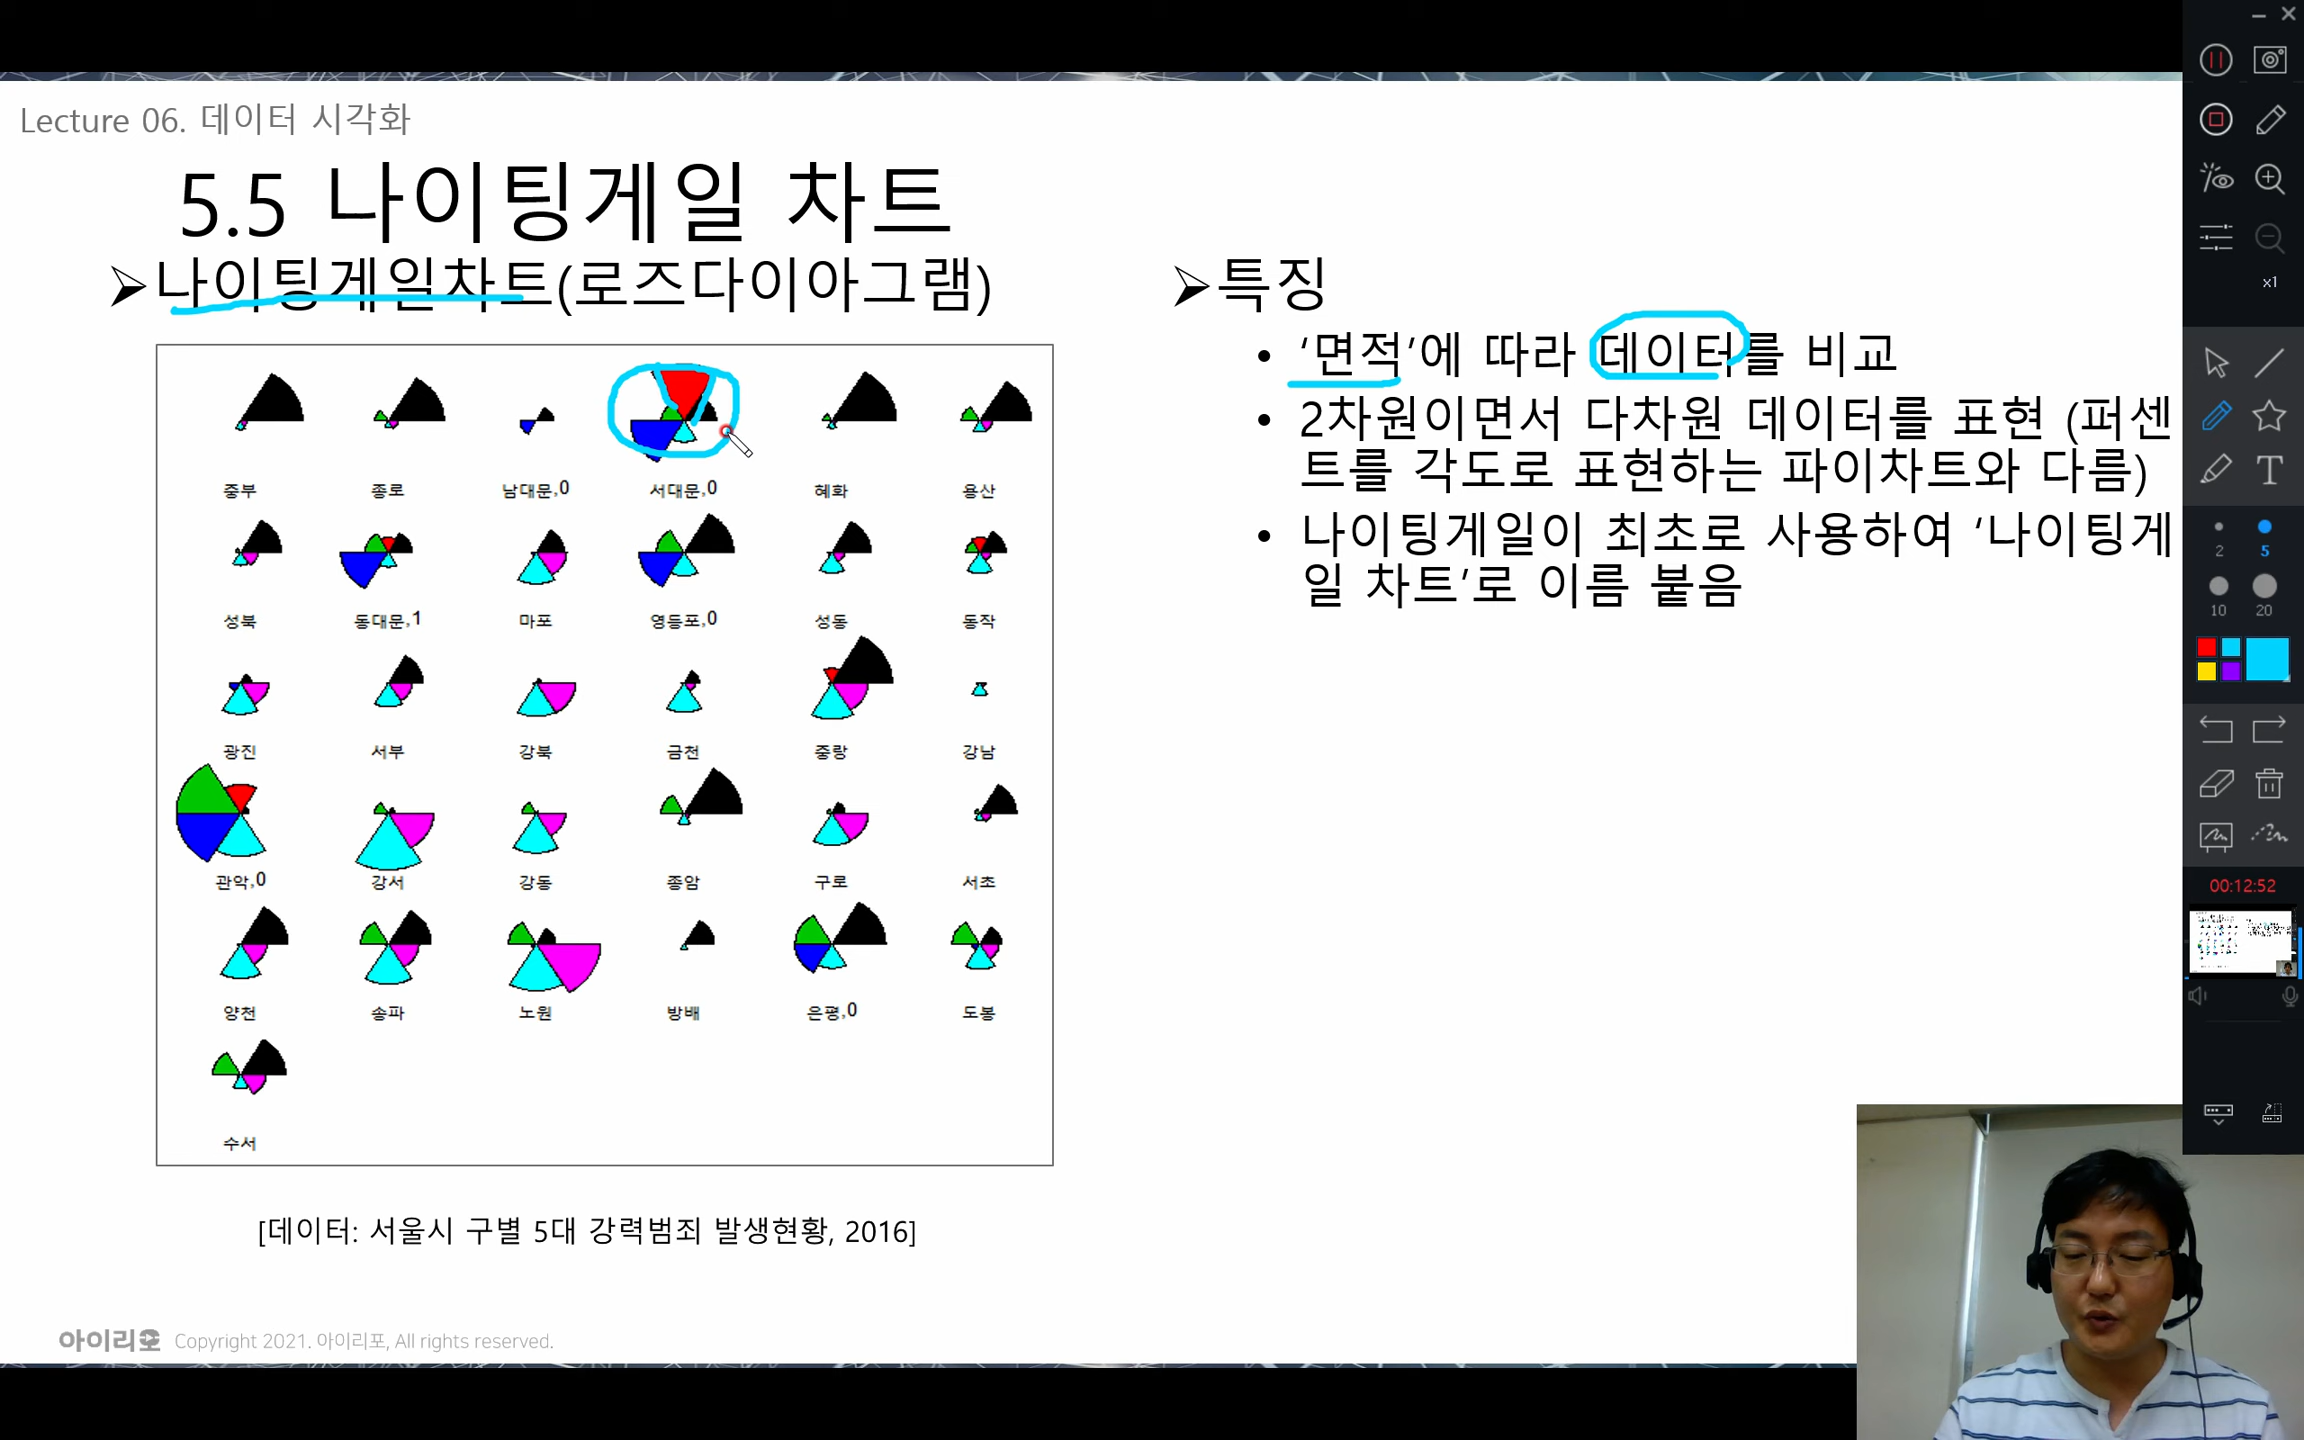 Lecture 06. 데이터 시각화
5.5 나이팅게일 차트
➢나이팅게일차트(로즈다이아그램)
중부 종로 남대문,0 서대문,0 혜화 용산
성북 동대문,1 마포 영등포,0 성동 동작
광진 서부 강북 금천 중랑 강남
관악,0 강서 강동 종암 구로 서초
양천 송파 노원 방배 은평,0 도봉
수서
[데이터: 서울시 구별 5대 강력범죄 발생현황, 2016]
➢특징
• ‘면적’에 따라 데이터를 비교
• 2차원이면서 다차원 데이터를 표현 (퍼센
트를 각도로 표현하는 파이차트와 다름)
• 나이팅게일이 최초로 사용하여 ‘나이팅게
일 차트’로 이름 붙음
아이리포 Copyright 2021. 아이리포, All rights reserved.
x1
T
2 5
10 20
00:12:52